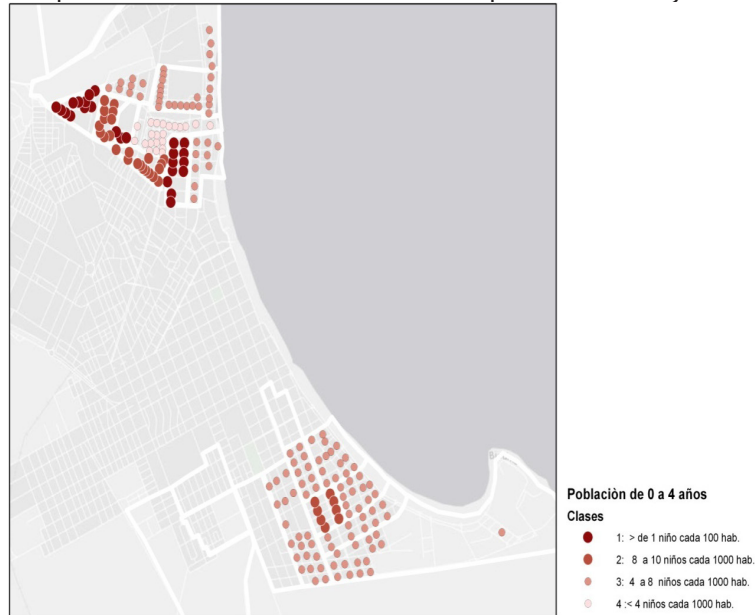 Poblaciòn de 0 a 4 años
Clases
1: > de 1 niño cada 100 hab.
2: 8 a 10 niños cada 1000 hab.
3: 4 a 8 niños cada 1000 hab.
4 :< 4 niños cada 1000 hab.